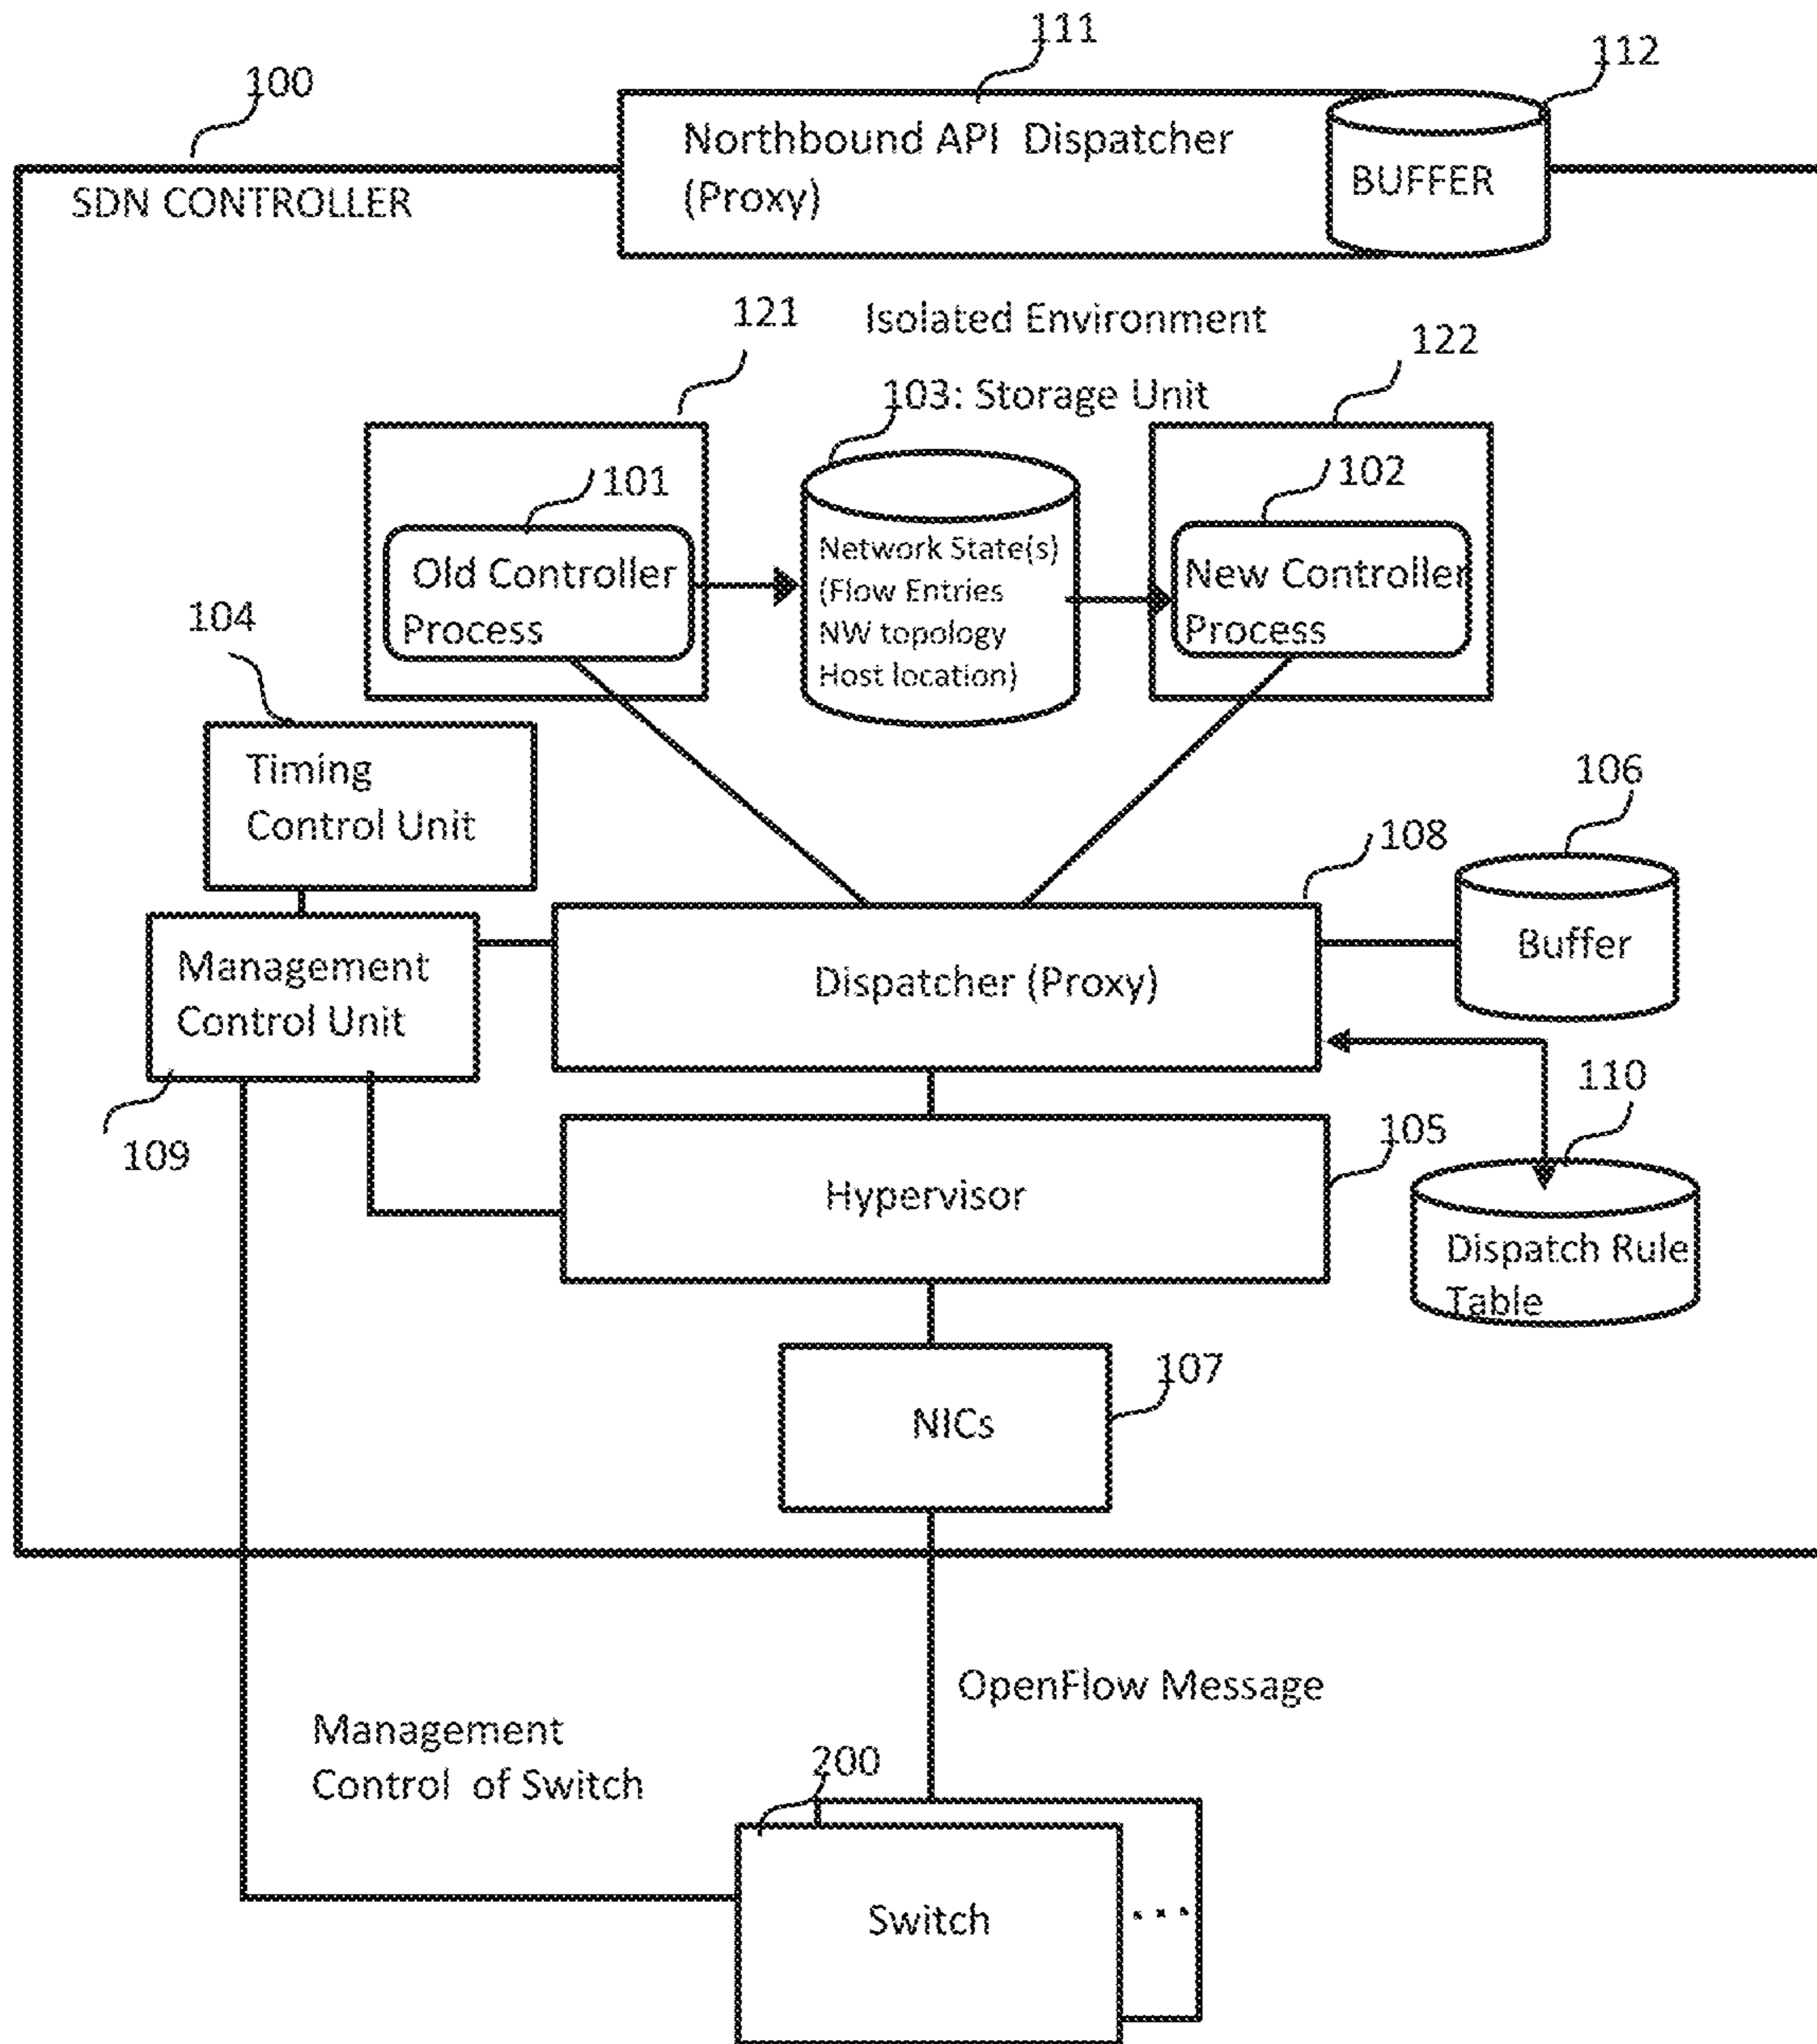 111
112
100
Northbound API Dispatcher
(Proxy)
BUFFER
SDN CONTROLLER
121
Isolated Environment
122
103: Storage Unit
101
102
Old Controller
Process
Network State(s)
(Flow Entries
NW topology
Host location)
New Controller
Process
104
Timing
Control Unit
106
108
Buffer
Management
Control Unit
Dispatcher (Proxy)
109
110
105
Hypervisor
Dispatch Rule
Table
107
NICs
OpenFlow Message
Management
Control of Switch
200
Switch
...